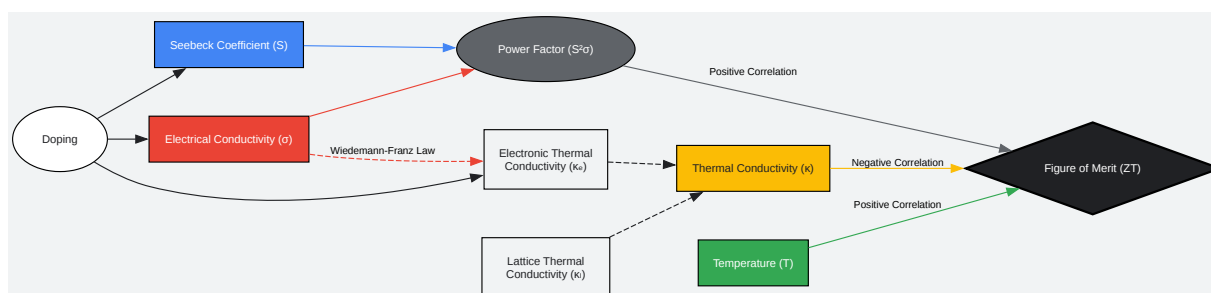 Seebeck Coefficient (S)
Power Factor (S²σ)
Positive Correlation
Doping
Electrical Conductivity (σ)
Wiedemann-Franz Law
Electronic Thermal
Conductivity (κₑ)
Thermal Conductivity (κ)
Negative Correlation
Figure of Merit (ZT)
Positive Correlation
Lattice Thermal
Conductivity (κₗ)
Temperature (T)